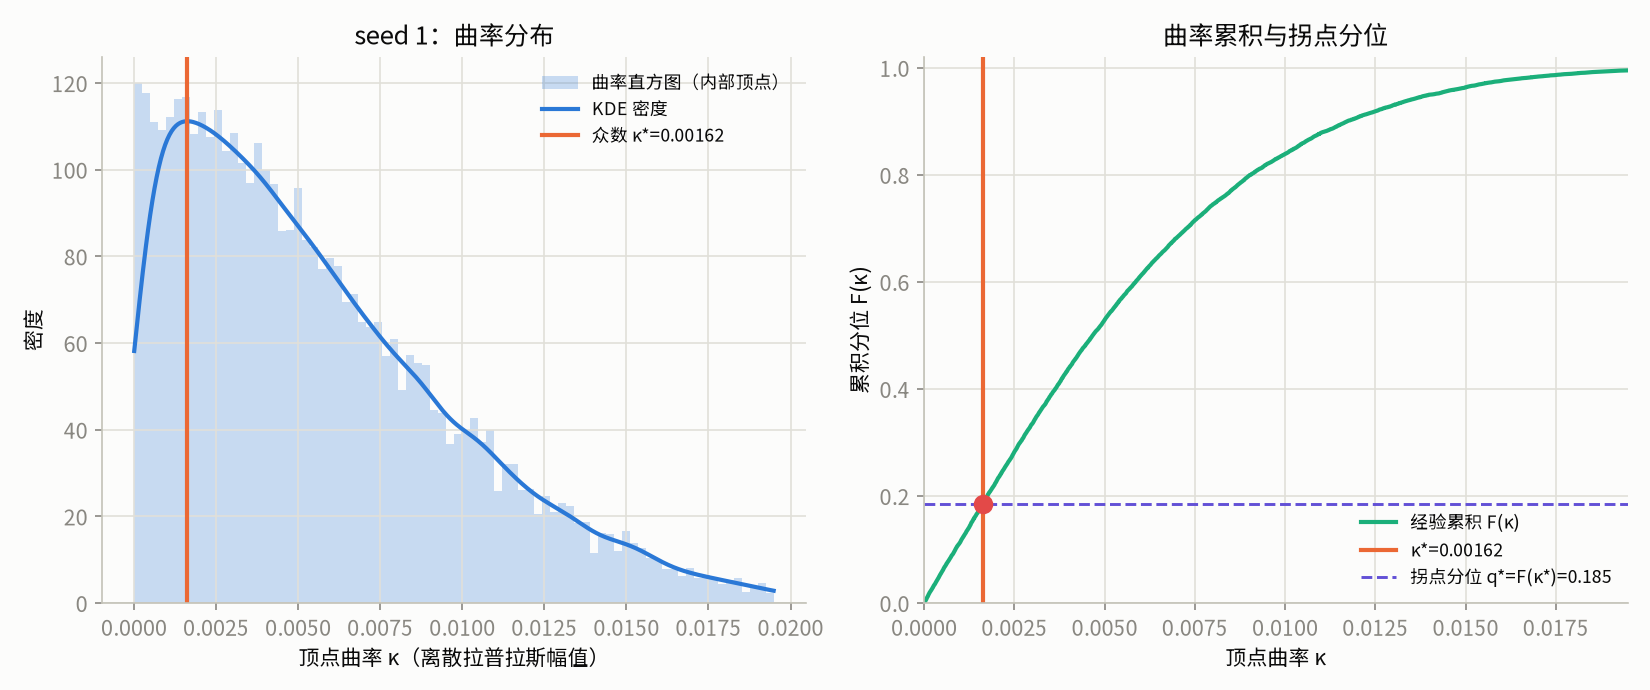 seed 1：曲率分布
密度
120
100
80
60
40
20
0
曲率直方图（内部顶点）
KDE 密度
众数 κ*=0.00162
0.0000 0.0025 0.0050 0.0075 0.0100 0.0125 0.0150 0.0175 0.0200
顶点曲率 κ（离散拉普拉斯幅值）
曲率累积与拐点分位
累积分位 F(κ)
1.0
0.8
0.6
0.4
0.2
0.0
经验累积 F(κ)
κ*=0.00162
拐点分位 q*=F(κ*)=0.185
0.0000 0.0025 0.0050 0.0075 0.0100 0.0125 0.0150 0.0175
顶点曲率 κ